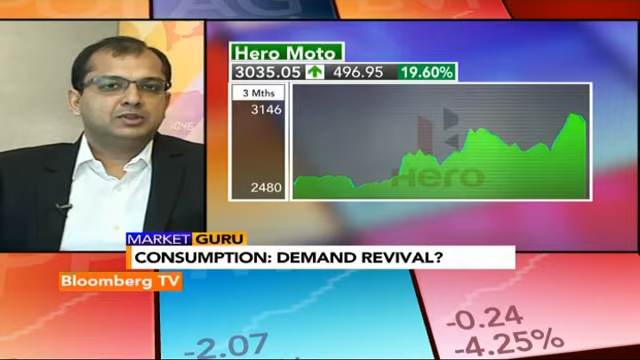 Hero Moto
3035.05 496.95 19.60%
3 Mths
3146
2480
Hero
MARKET GURU
CONSUMPTION: DEMAND REVIVAL?
Bloomberg TV
-2.07
-0.24
-4.25%